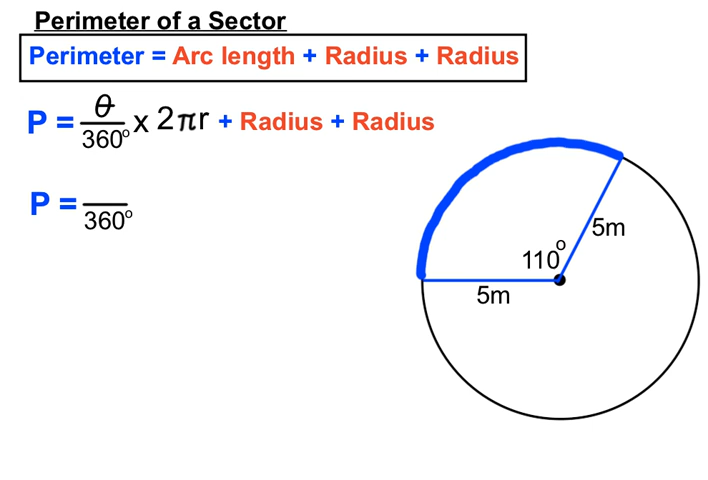 Perimeter of a Sector
Perimeter = Arc length + Radius + Radius
P = θ/360° x 2πr + Radius + Radius
P = /360°
110°
5m
5m